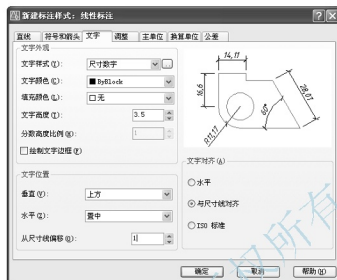 新建标注样式：线性标注
直线 符号和箭头 文字 调整 主单位 换算单位 公差
文字外观
文字样式(Y): 尺寸数字
文字颜色(C): ByBlock
填充颜色(L): 无
文字高度(T): 3.5
分数高度比例(H): 1
绘制文字边框(F)
14,11
16,6
28,07
60°
R11,17
文字位置
垂直(V): 上方
水平(Z): 置中
从尺寸线偏移(O): 1
文字对齐(A)
水平
与尺寸线对齐
ISO 标准
确定 取消 帮助(H)
权所有